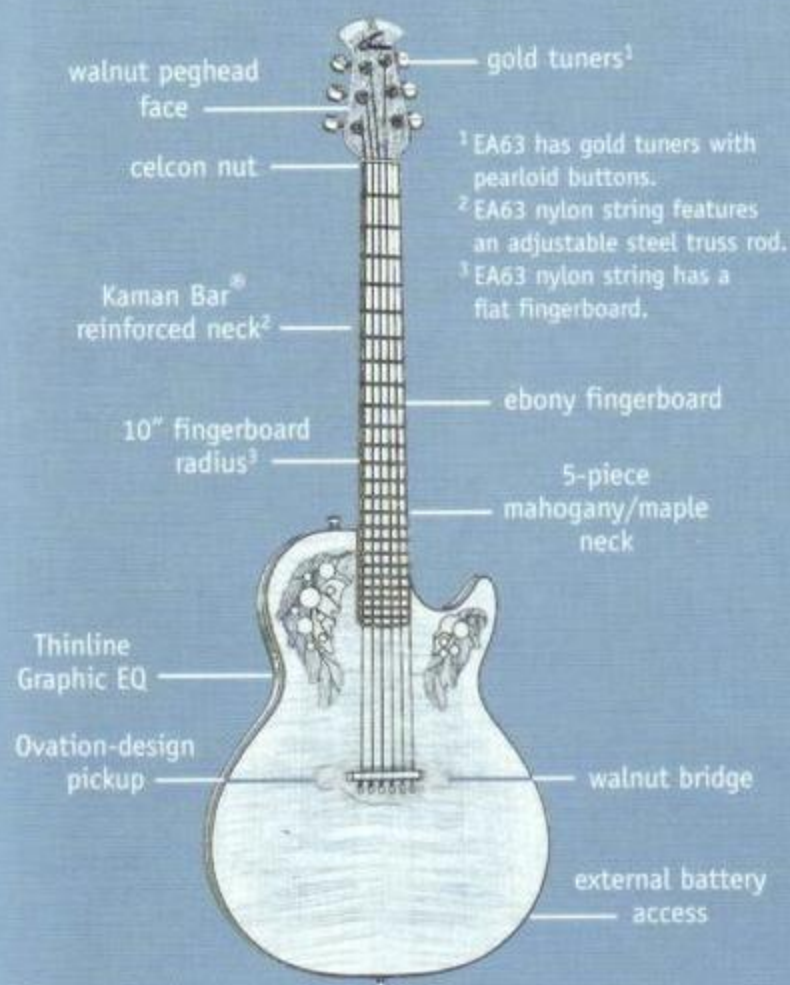 gold tuners¹
walnut peghead
face
¹ EA63 has gold tuners with
pearloid buttons.
² EA63 nylon string features
an adjustable steel truss rod.
³ EA63 nylon string has a
flat fingerboard.
celcon nut
Kaman Bar®
reinforced neck²
ebony fingerboard
10" fingerboard
radius³
5-piece
mahogany/maple
neck
Thinline
Graphic EQ
Ovation-design
pickup
walnut bridge
external battery
access